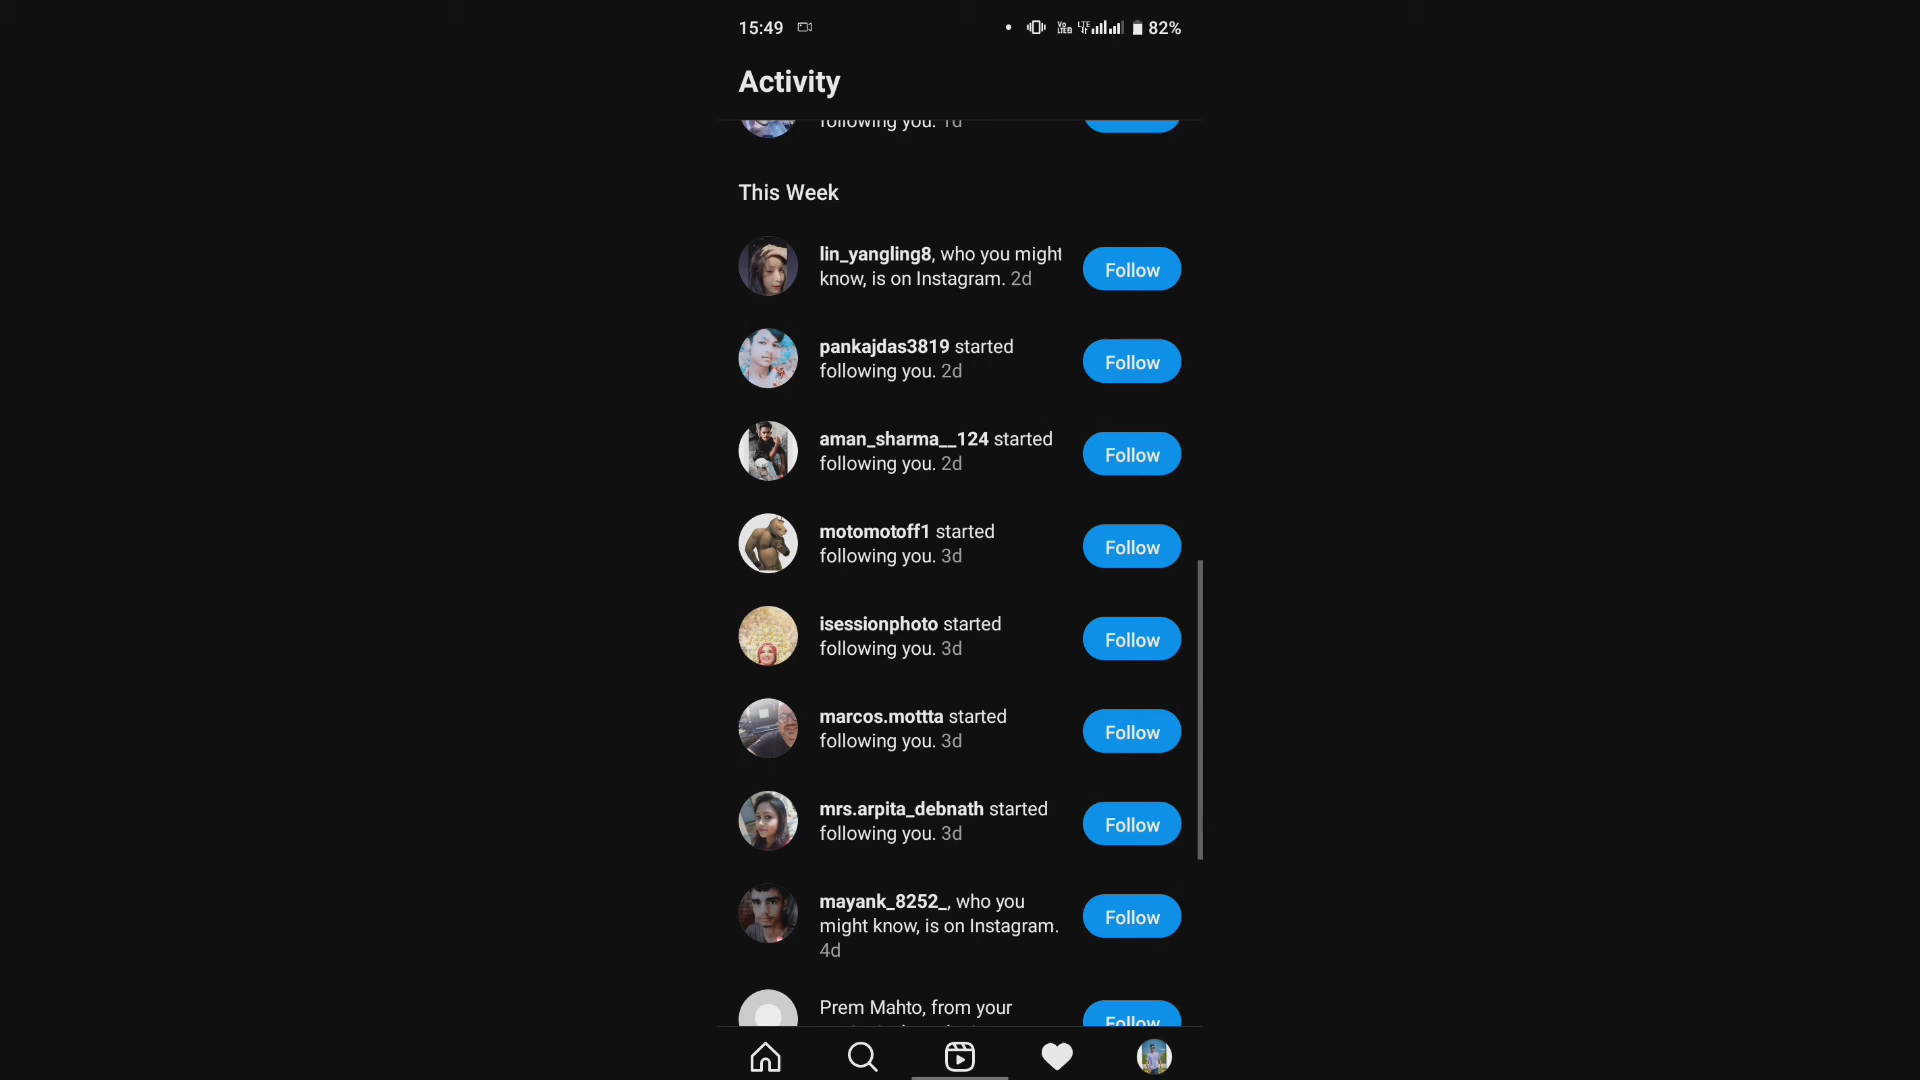 15:49
82%
Activity
following you. 1d
This Week
lin_yangling8, who you might
know, is on Instagram. 2d
Follow
pankajdas3819 started
following you. 2d
Follow
aman_sharma__124 started
following you. 2d
Follow
motomotoff1 started
following you. 3d
Follow
isessionphoto started
following you. 3d
Follow
marcos.mottta started
following you. 3d
Follow
mrs.arpita_debnath started
following you. 3d
Follow
mayank_8252_, who you
might know, is on Instagram.
4d
Follow
Prem Mahto, from your
Follow